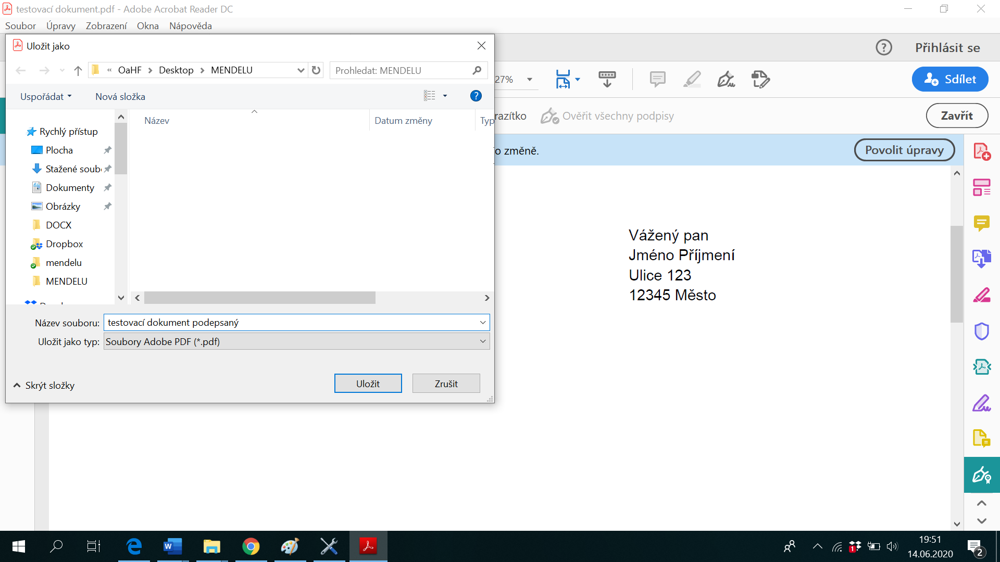 testovací dokument.pdf - Adobe Acrobat Reader DC
Soubor Úpravy Zobrazení Okna Nápověda
Uložit jako
Přihlásit se
« OaHF > Desktop > MENDELU
Prohledat: MENDELU
27%
Sdílet
Uspořádat
Nová složka
razítko
Ověřit všechny podpisy
Zavřít
Název
Datum změny
Typ
Rychlý přístup
Plocha
Stažené soub
Dokumenty
Obrázky
DOCX
Dropbox
mendelu
MENDELU
o změně.
Povolit úpravy
Vážený pan
Jméno Příjmení
Ulice 123
12345 Město
Název souboru: testovací dokument podepsaný
Uložit jako typ: Soubory Adobe PDF (*.pdf)
Skrýt složky
Uložit
Zrušit
1
19:51
14.06.2020
2